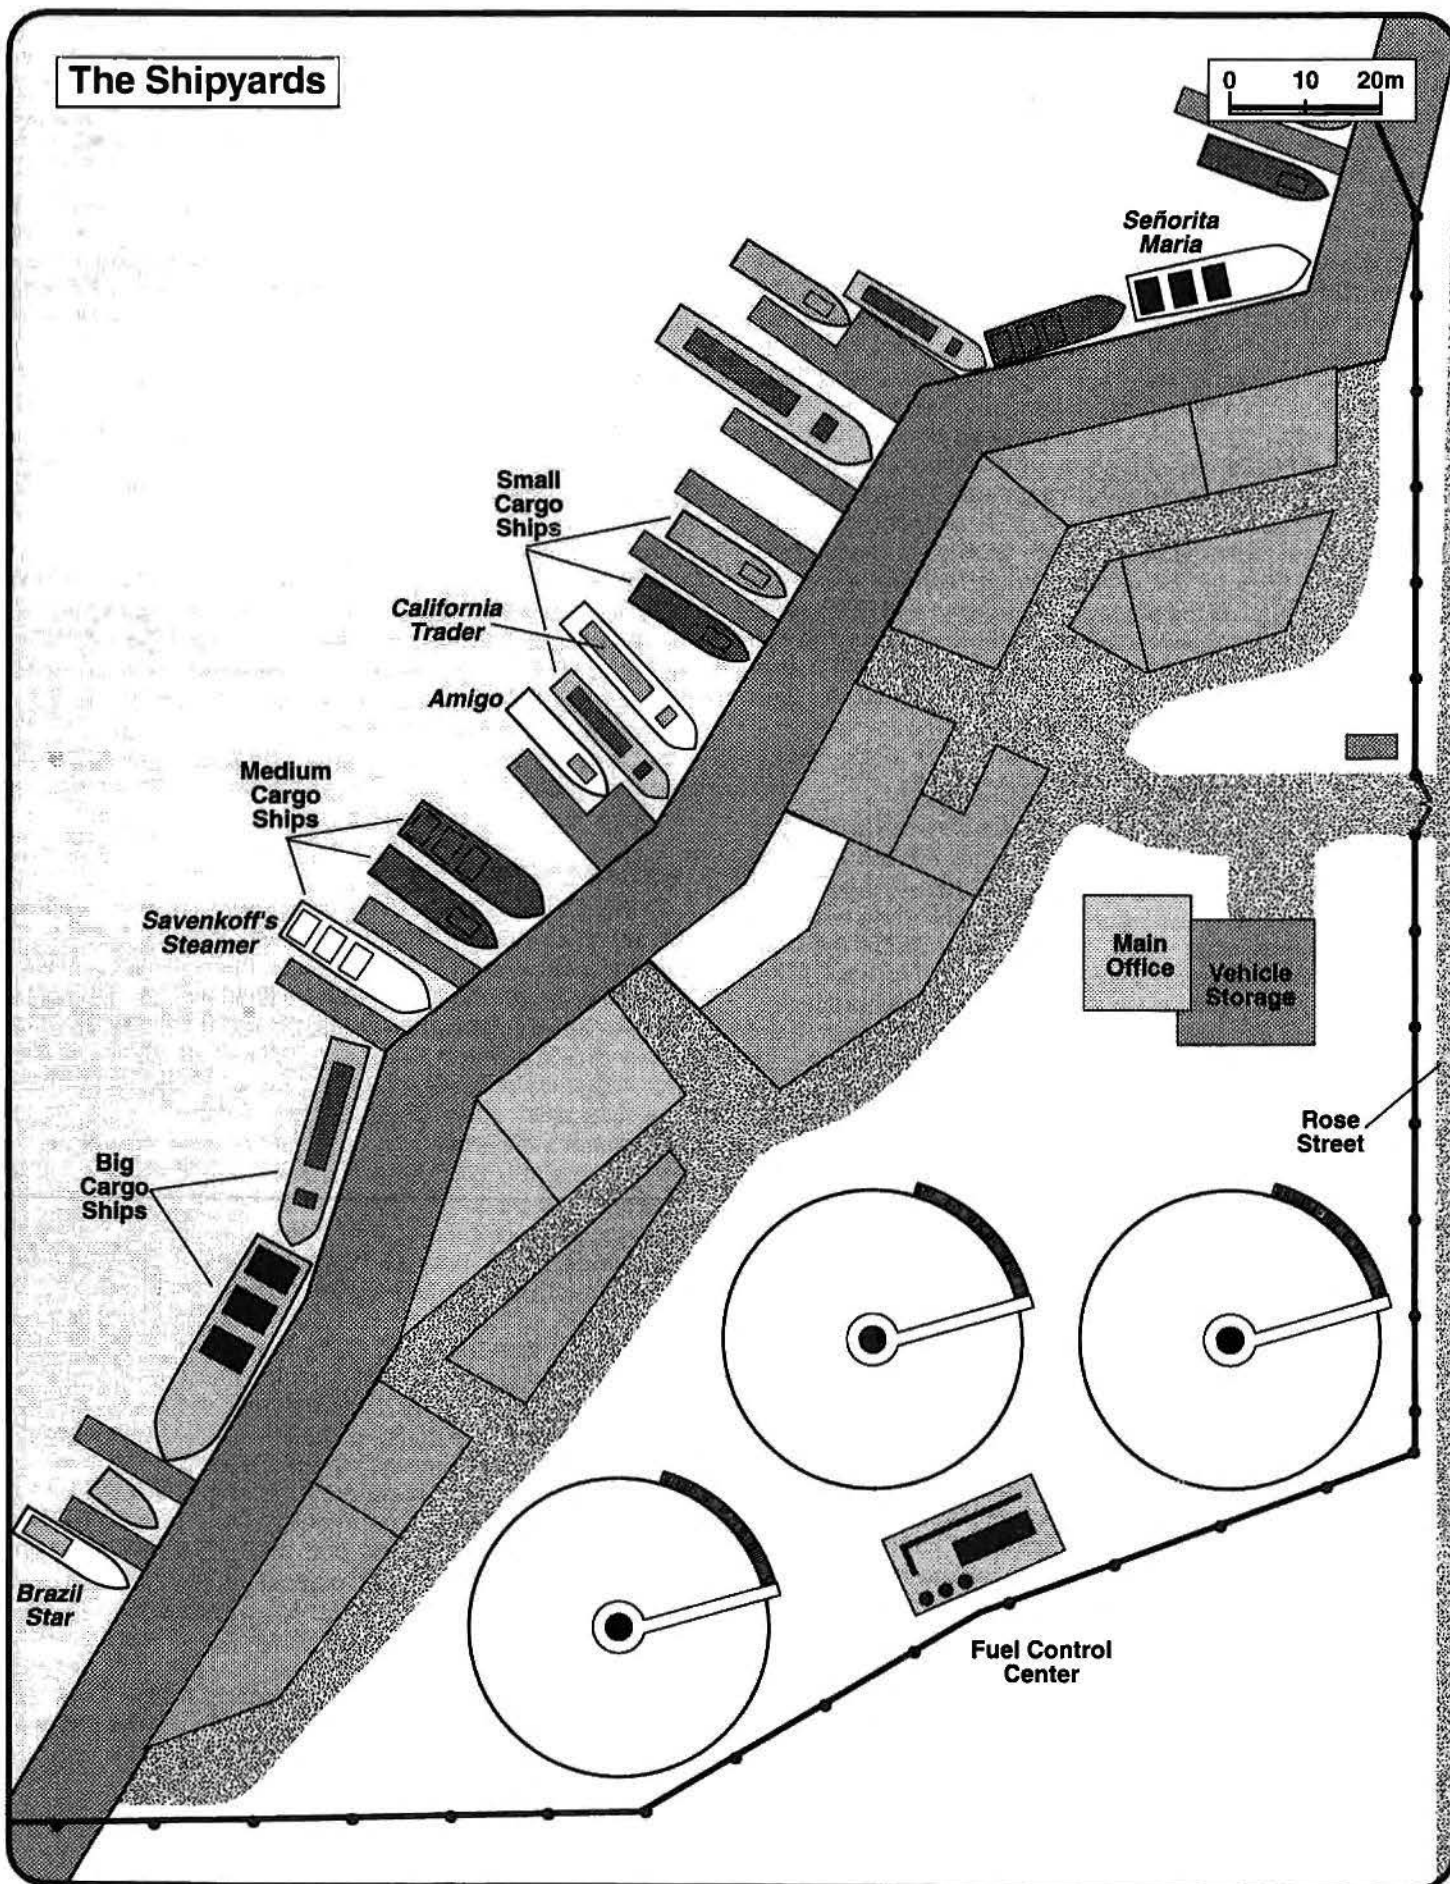 The Shipyards
0 10 20m
Señorita
Maria
Small
Cargo
Ships
California
Trader
Amigo
Medium
Cargo
Ships
Savenkoff's
Steamer
Main
Office
Vehicle
Storage
Rose
Street
Big
Cargo
Ships
Brazil
Star
Fuel Control
Center